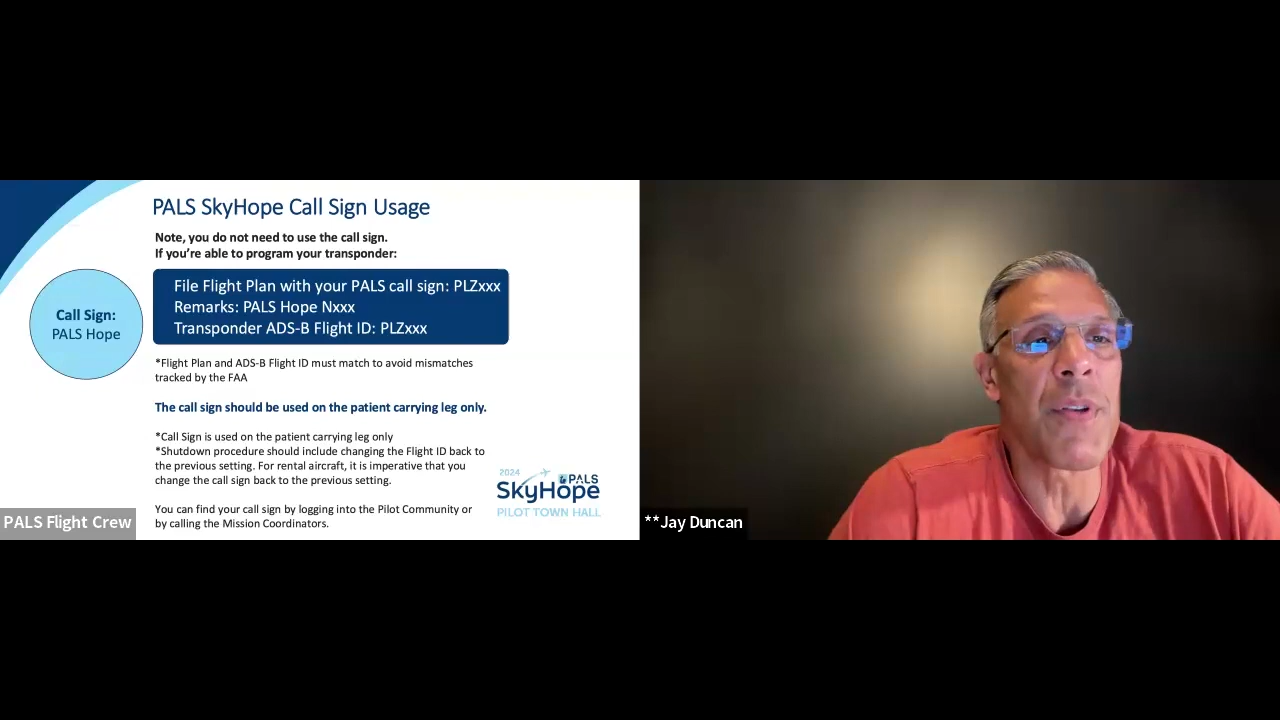 PALS SkyHope Call Sign Usage
Note, you do not need to use the call sign.
If you're able to program your transponder:
File Flight Plan with your PALS call sign: PLZxxx
Remarks: PALS Hope Nxxx
Transponder ADS-B Flight ID: PLZxxx
Call Sign:
PALS Hope
*Flight Plan and ADS-B Flight ID must match to avoid mismatches
tracked by the FAA
The call sign should be used on the patient carrying leg only.
*Call Sign is used on the patient carrying leg only
*Shutdown procedure should include changing the Flight ID back to
the previous setting. For rental aircraft, it is imperative that you
change the call sign back to the previous setting.
You can find your call sign by logging into the Pilot Community or
by calling the Mission Coordinators.
2024
PALS
SkyHope
PILOT TOWN HALL
PALS Flight Crew
**Jay Duncan